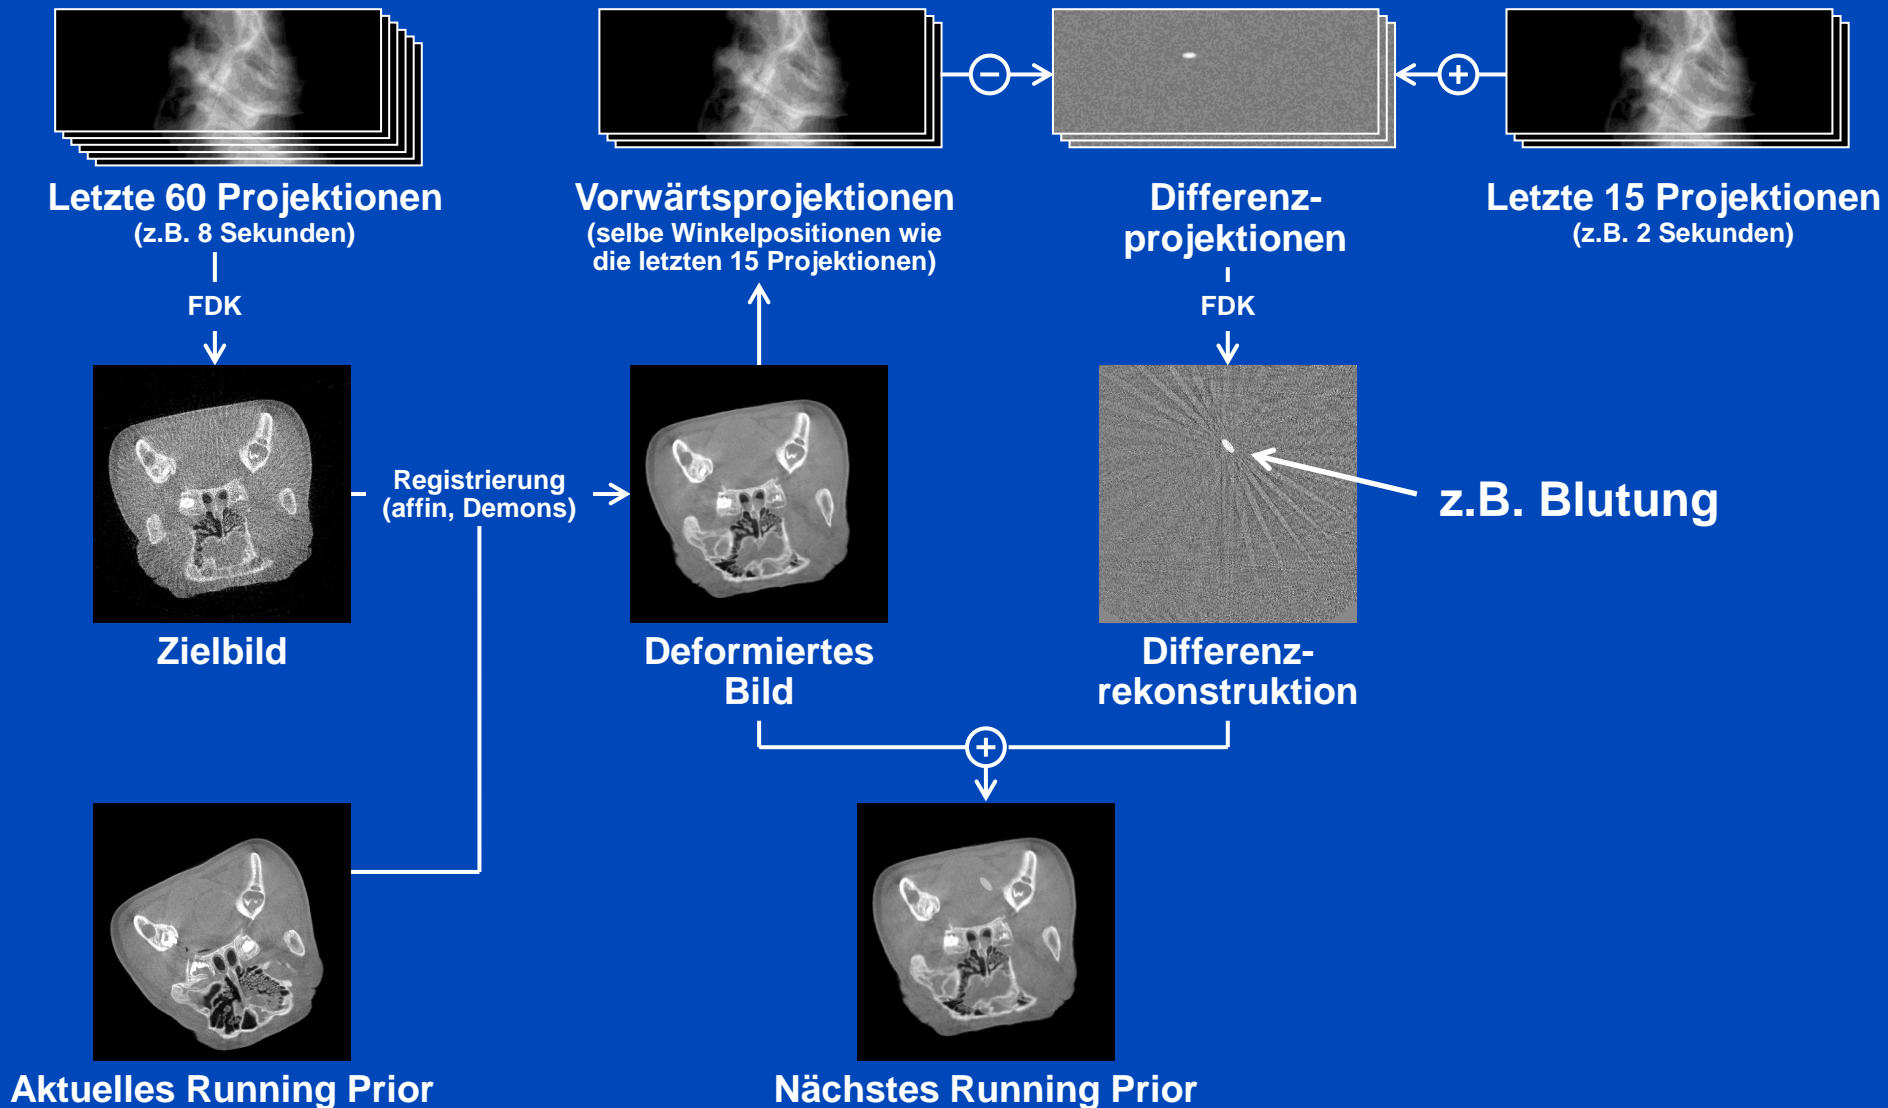 Letzte 60 Projektionen
(z.B. 8 Sekunden)
Vorwärtsprojektionen
(selbe Winkelpositionen wie
die letzten 15 Projektionen)
Differenz-
projektionen
Letzte 15 Projektionen
(z.B. 2 Sekunden)
FDK
FDK
Registrierung
(affin, Demons)
z.B. Blutung
Zielbild
Deformiertes
Bild
Differenz-
rekonstruktion
Aktuelles Running Prior
Nächstes Running Prior